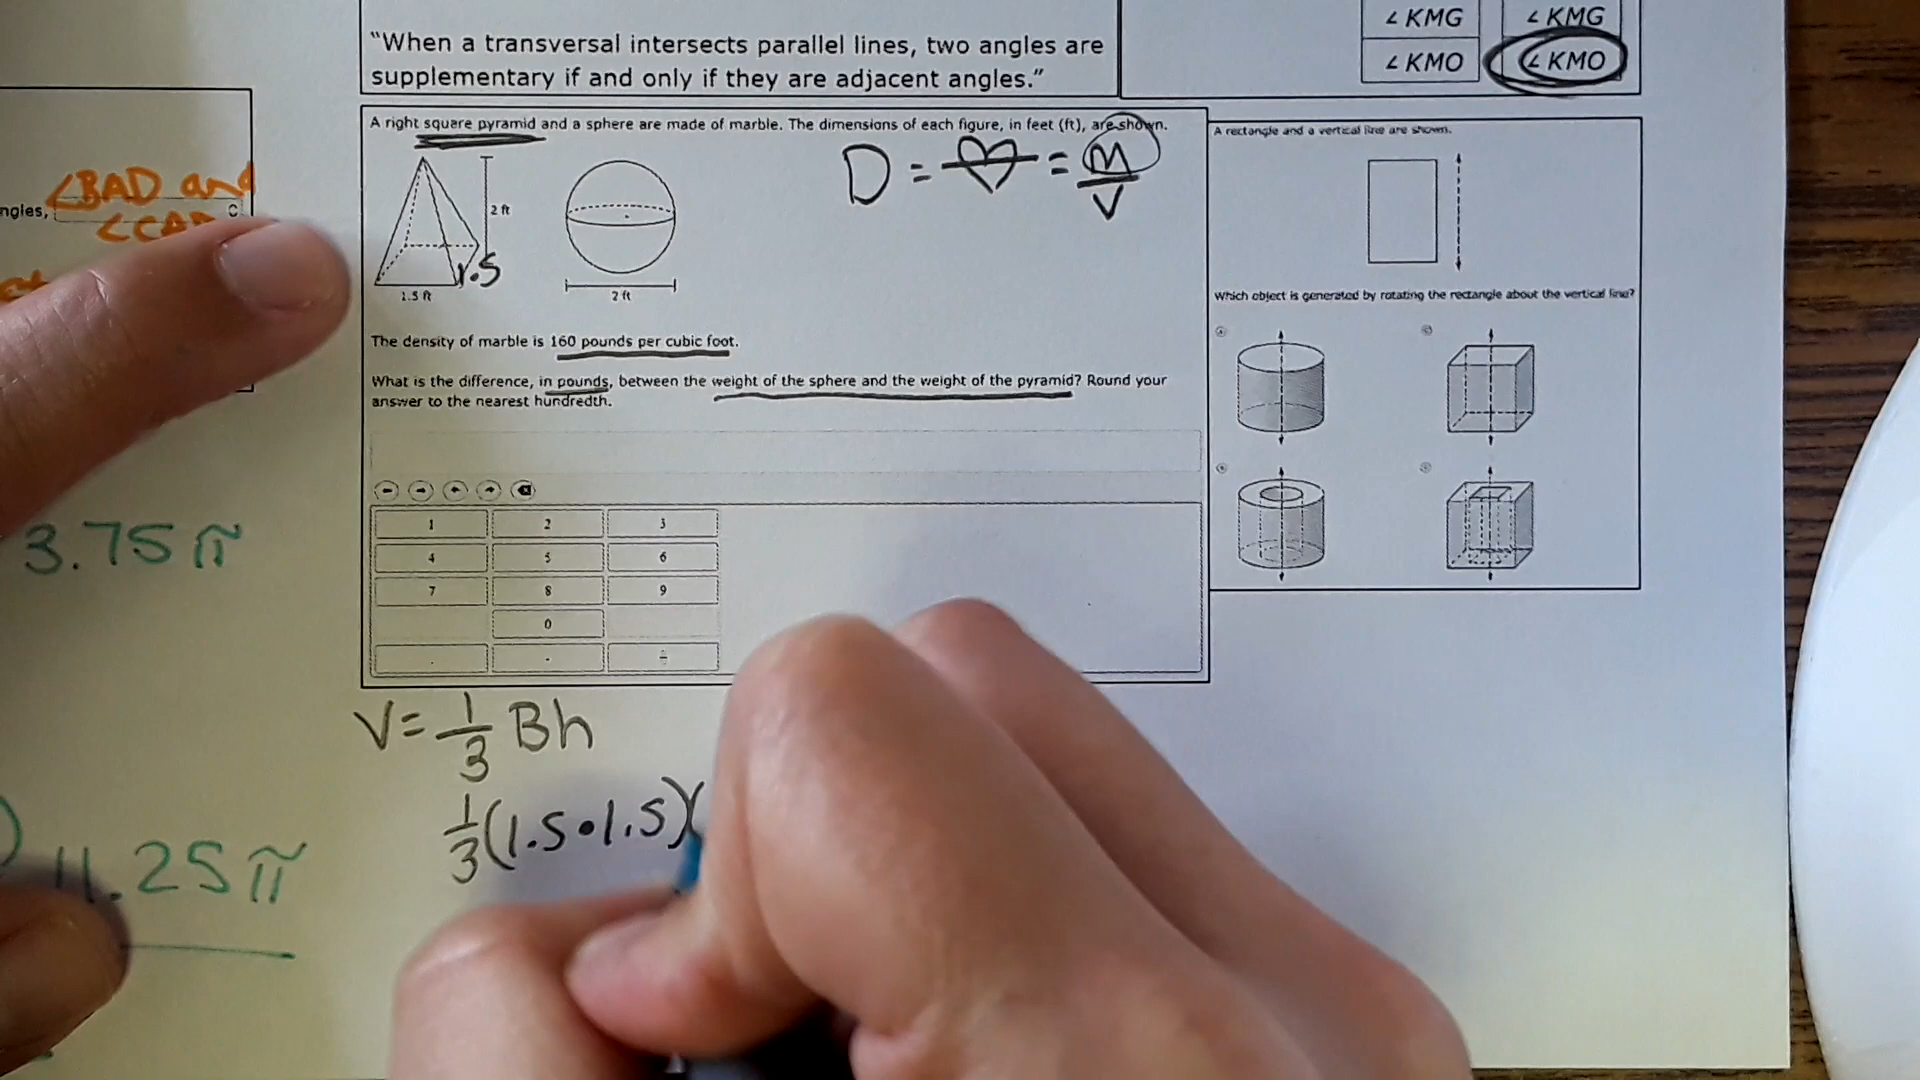 ∠ KMG
∠ KMG
"When a transversal intersects parallel lines, two angles are
supplementary if and only if they are adjacent angles."
∠ KMO
∠ KMO
∠BAD and
ngles,
3.75 π
11.25 π
A right square pyramid and a sphere are made of marble. The dimensions of each figure, in feet (ft), are shown.
D = = m/V
2 ft
1.5
1.5 ft
2 ft
The density of marble is 160 pounds per cubic foot.
What is the difference, in pounds, between the weight of the sphere and the weight of the pyramid? Round your
answer to the nearest hundredth.
1 2 3
4 5 6
7 8 9
0
V = 1/3 Bh
1/3 (1.5 • 1.5)(
A rectangle and a vertical line are shown.
Which object is generated by rotating the rectangle about the vertical line?